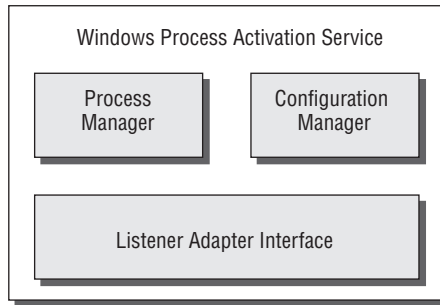 Windows Process Activation Service
Process
Manager
Configuration
Manager
Listener Adapter Interface